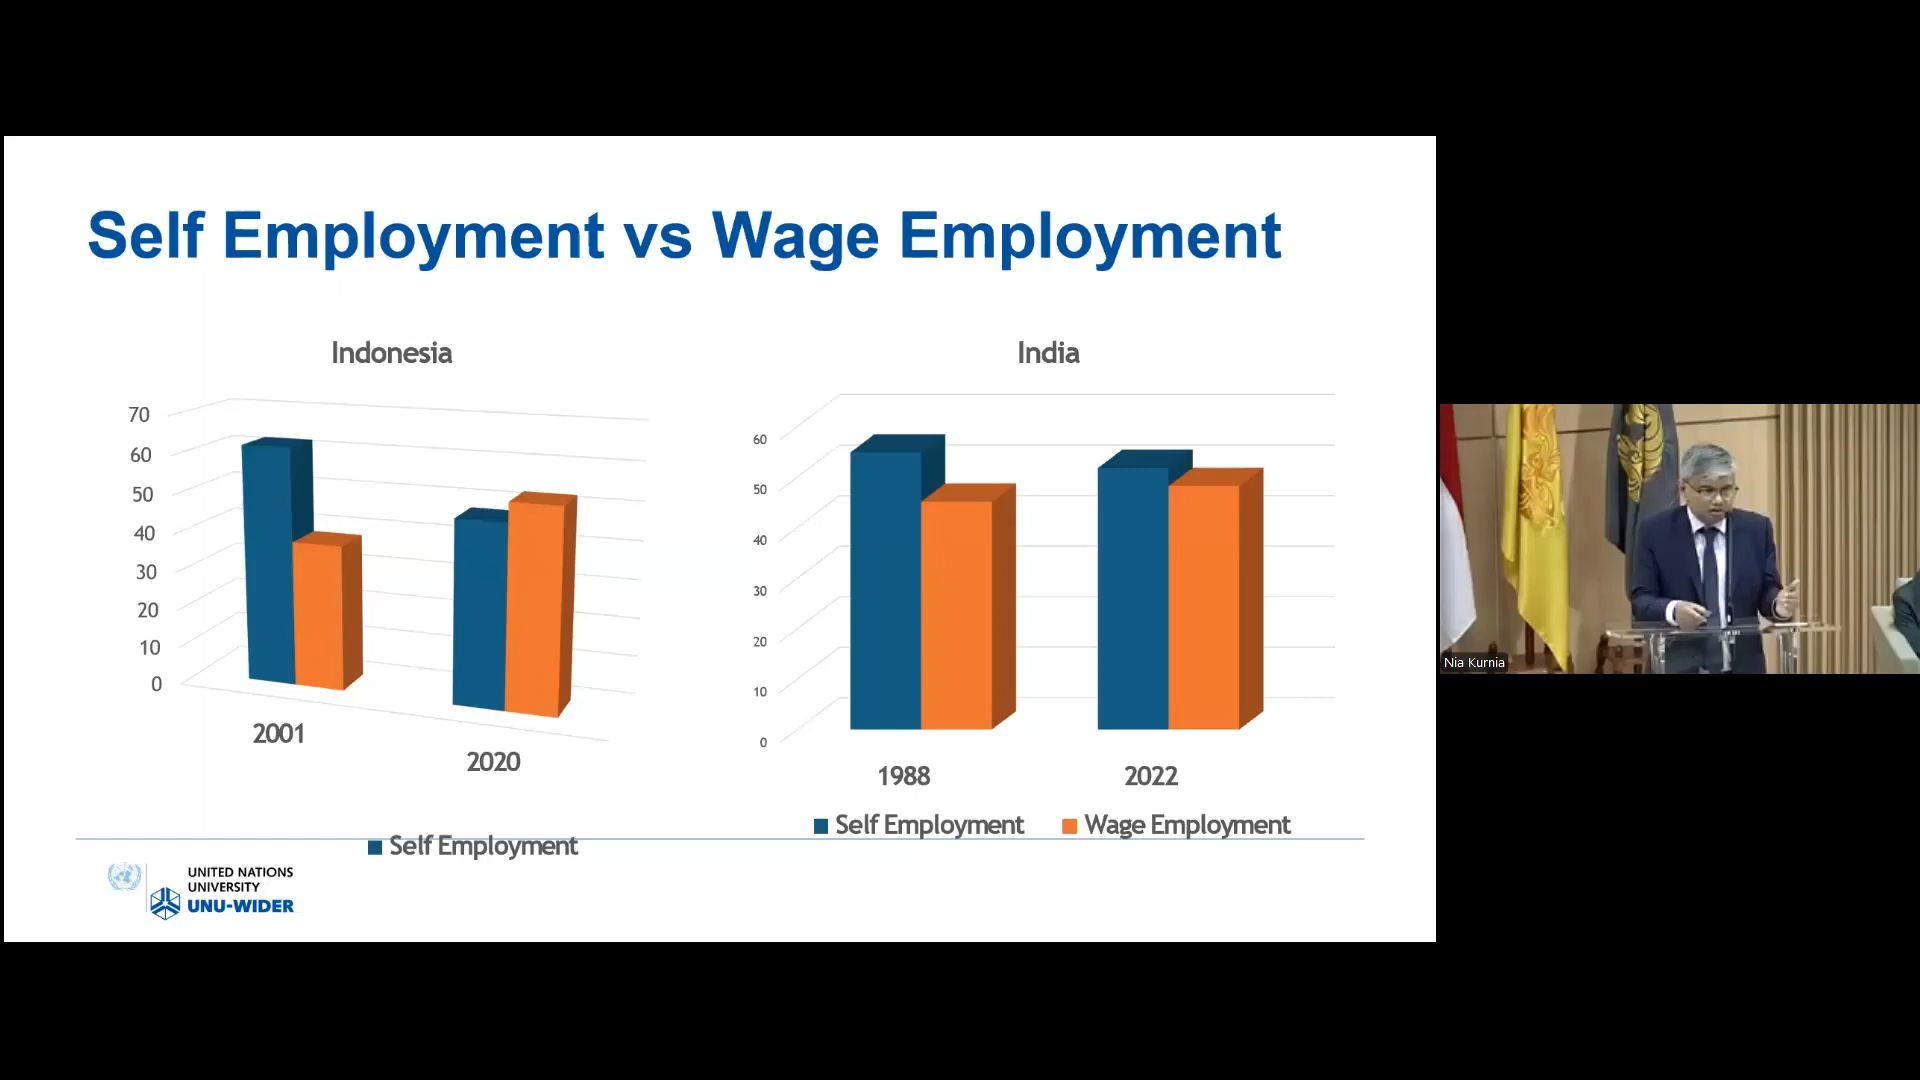 Self Employment vs Wage Employment
Indonesia
70
60
50
40
30
20
10
0
2001
2020
Self Employment
India
60
50
40
30
20
10
0
1988
2022
Self Employment
Wage Employment
UNITED NATIONS
UNIVERSITY
UNU-WIDER
Nia Kurnia